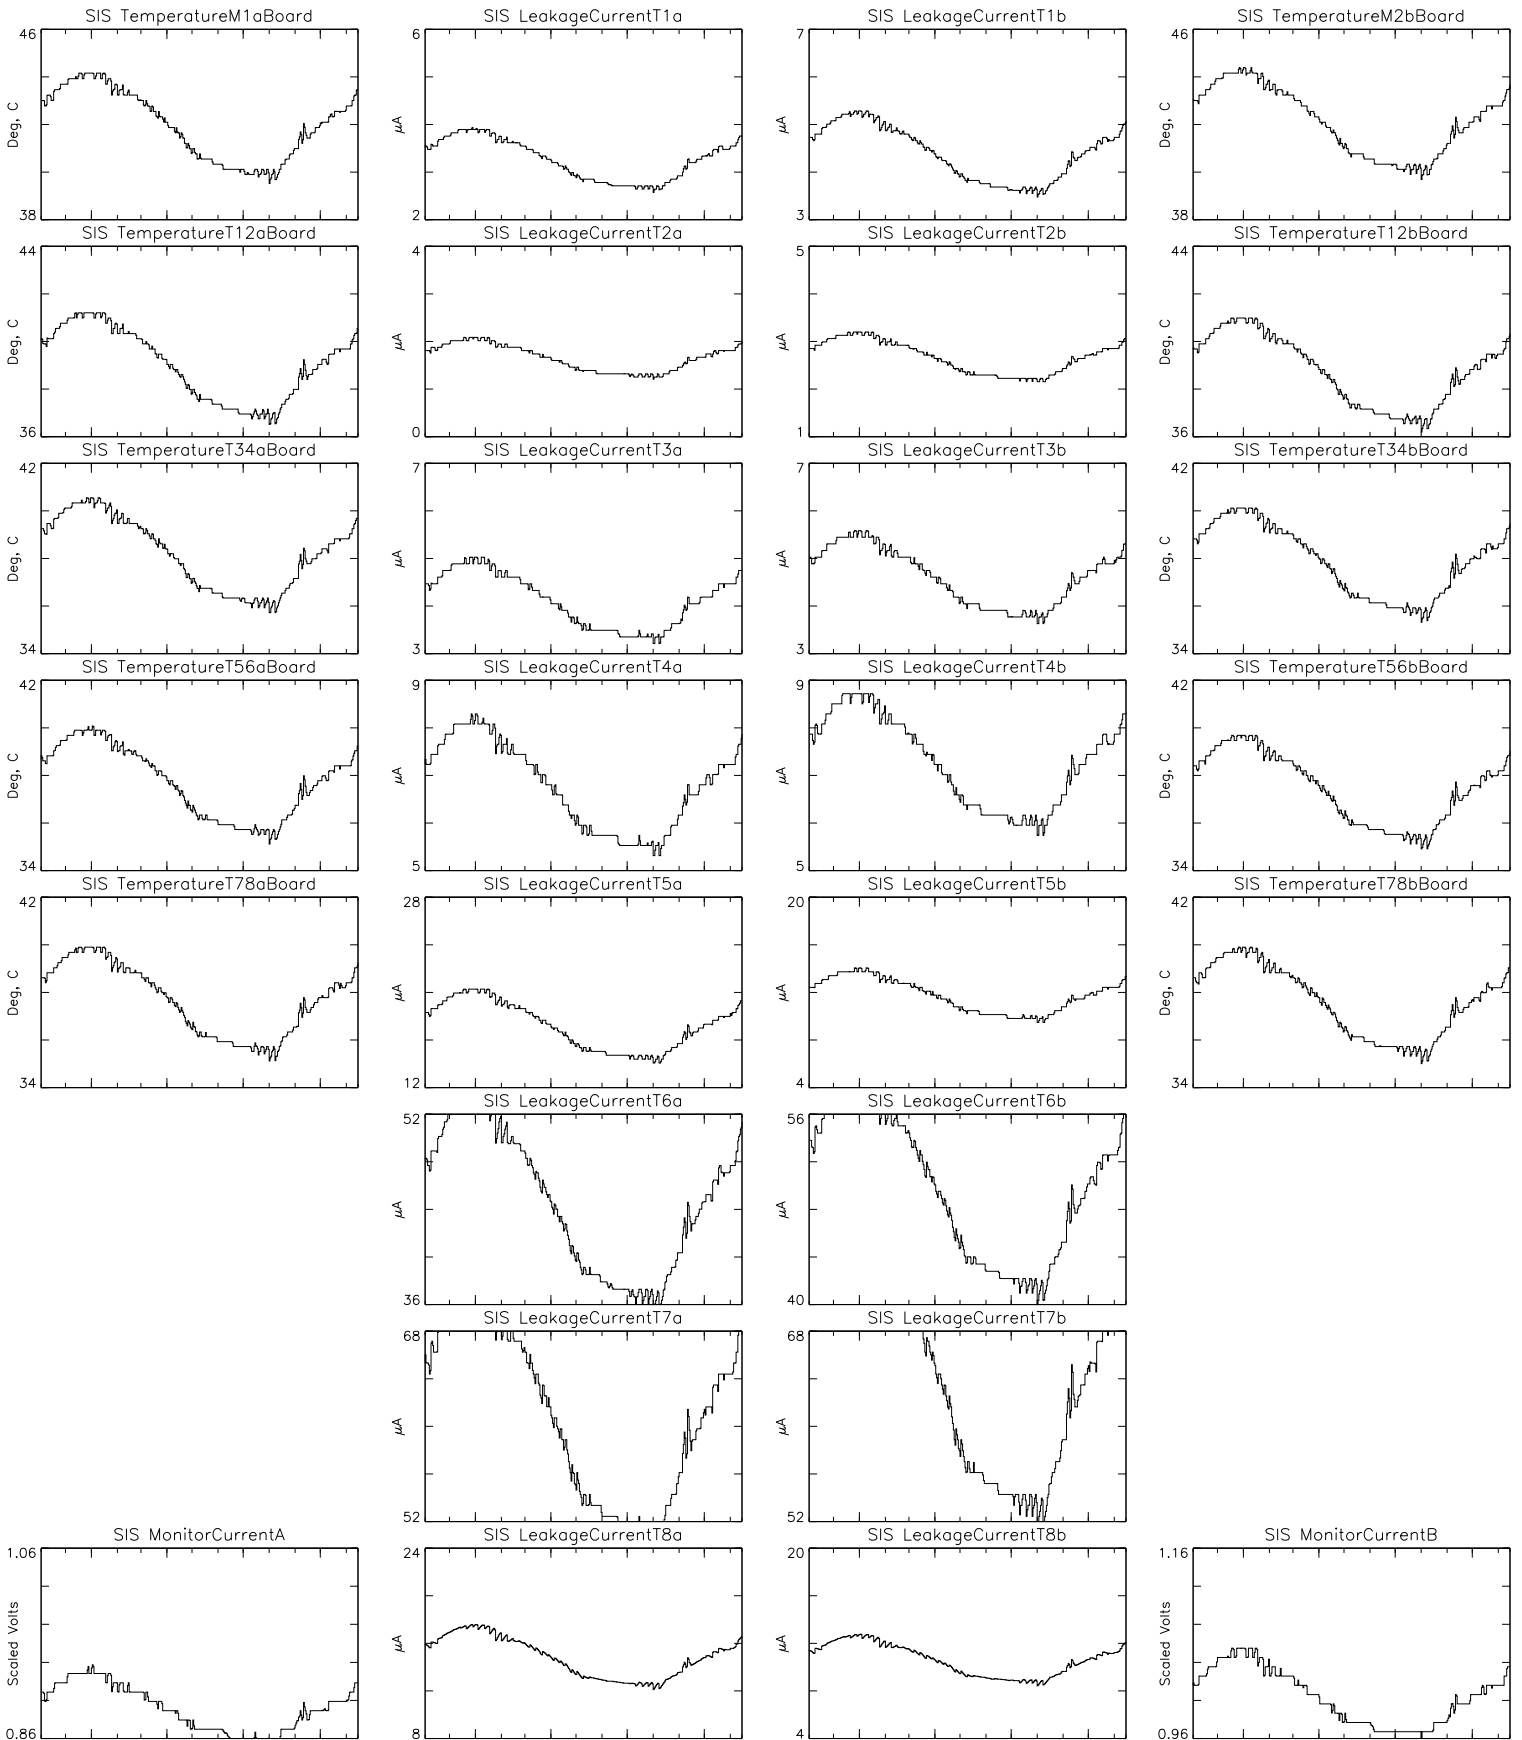 SIS TemperatureM1aBoard
46
Deg, C
38
SIS LeakageCurrentT1a
6
μA
2
SIS LeakageCurrentT1b
7
μA
3
SIS TemperatureM2bBoard
46
Deg, C
38
SIS TemperatureT12aBoard
44
Deg, C
36
SIS LeakageCurrentT2a
4
μA
0
SIS LeakageCurrentT2b
5
μA
1
SIS TemperatureT12bBoard
44
Deg, C
36
SIS TemperatureT34aBoard
42
Deg, C
34
SIS LeakageCurrentT3a
7
μA
3
SIS LeakageCurrentT3b
7
μA
3
SIS TemperatureT34bBoard
42
Deg, C
34
SIS TemperatureT56aBoard
42
Deg, C
34
SIS LeakageCurrentT4a
9
μA
5
SIS LeakageCurrentT4b
9
μA
5
SIS TemperatureT56bBoard
42
Deg, C
34
SIS TemperatureT78aBoard
42
Deg, C
34
SIS LeakageCurrentT5a
28
μA
12
SIS LeakageCurrentT5b
20
μA
4
SIS TemperatureT78bBoard
42
Deg, C
34
SIS LeakageCurrentT6a
52
μA
36
SIS LeakageCurrentT6b
56
μA
40
SIS LeakageCurrentT7a
68
μA
52
SIS LeakageCurrentT7b
68
μA
52
SIS MonitorCurrentA
1.06
Scaled Volts
0.86
SIS LeakageCurrentT8a
24
μA
8
SIS LeakageCurrentT8b
20
μA
4
SIS MonitorCurrentB
1.16
Scaled Volts
0.96